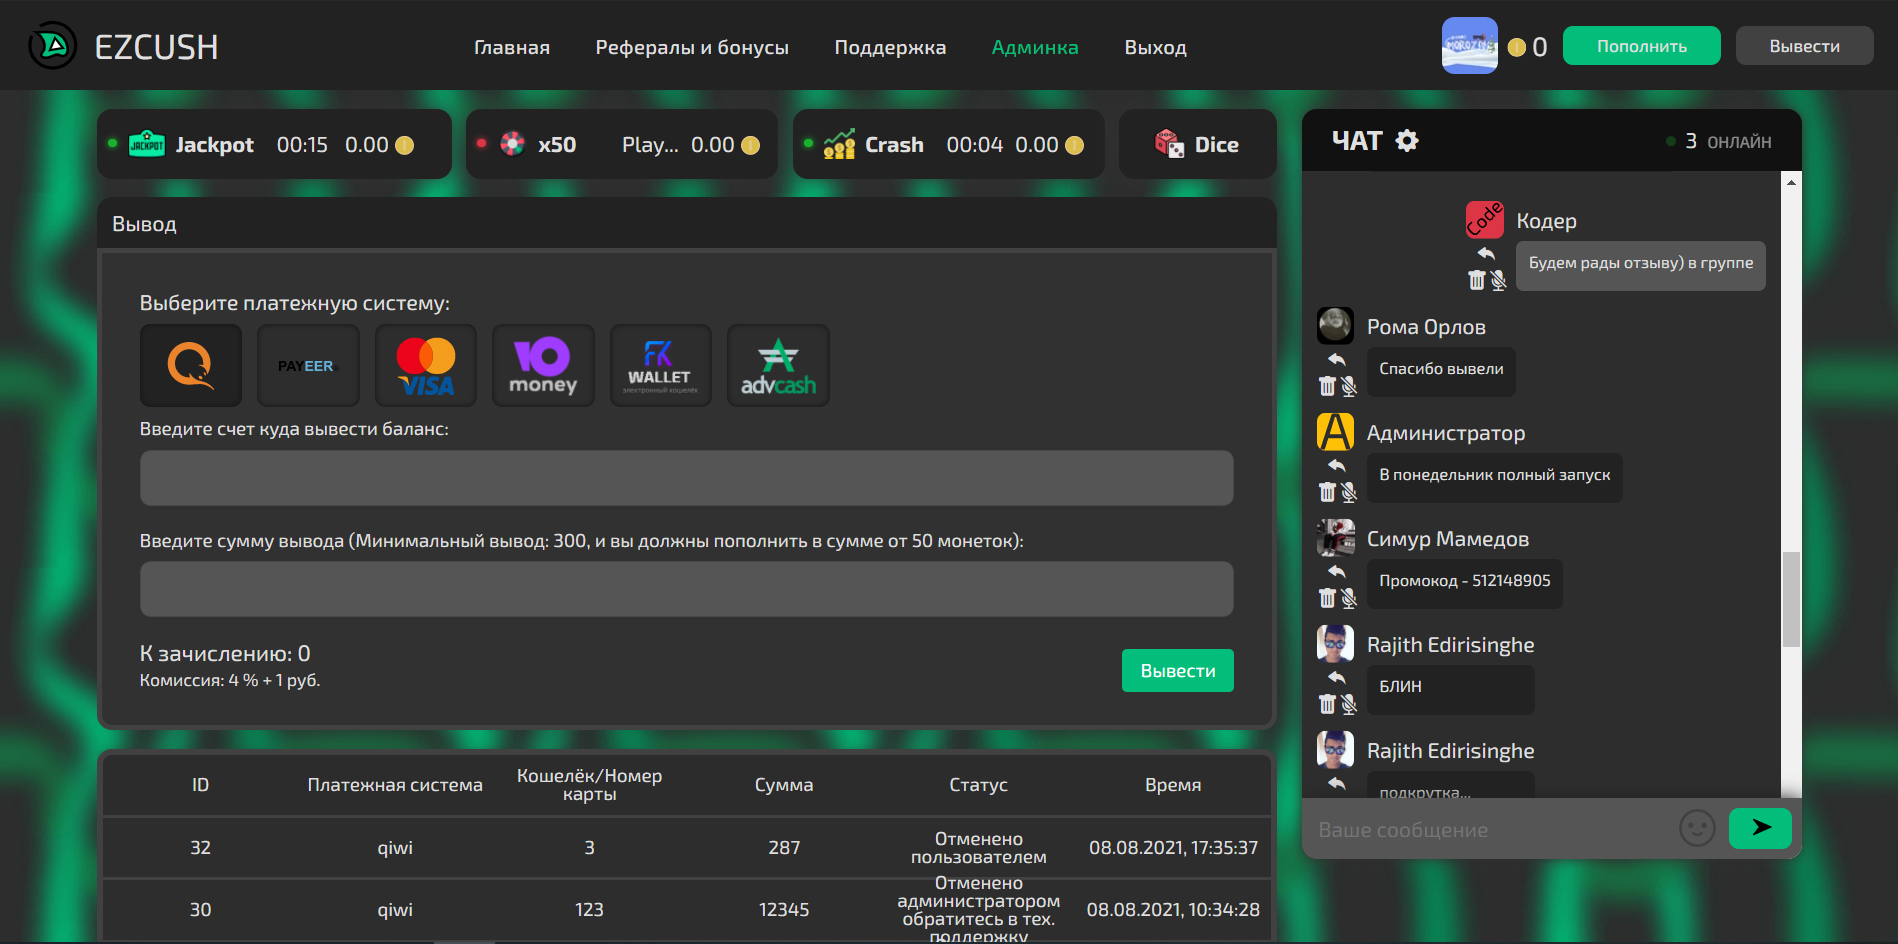 EZCUSH
Главная
Рефералы и бонусы
Поддержка
Админка
Выход
0
Пополнить
Вывести
JACKPOT
Jackpot
00:15
0.00
x50
Play...
0.00
Crash
00:04
0.00
Dice
ЧАТ
3 ОНЛАЙН
Вывод
Выберите платежную систему:
PAYEER
VISA
Ю
money
FK
WALLET
электронный кошелёк
advcash
Введите счет куда вывести баланс:
Введите сумму вывода (Минимальный вывод: 300, и вы должны пополнить в сумме от 50 монеток):
К зачислению: 0
Комиссия: 4 % + 1 руб.
Вывести
ID
Платежная система
Кошелёк/Номер
карты
Сумма
Статус
Время
32
qiwi
3
287
Отменено
пользователем
08.08.2021, 17:35:37
30
qiwi
123
12345
Отменено
администратором
обратитесь в тех.
поддержку
08.08.2021, 10:34:28
Code
Кодер
Будем рады отзыву) в группе
Рома Орлов
Спасибо вывели
А
Администратор
В понедельник полный запуск
Симур Мамедов
Промокод - 512148905
Rajith Edirisinghe
БЛИН
Rajith Edirisinghe
подкрутка...
Ваше сообщение